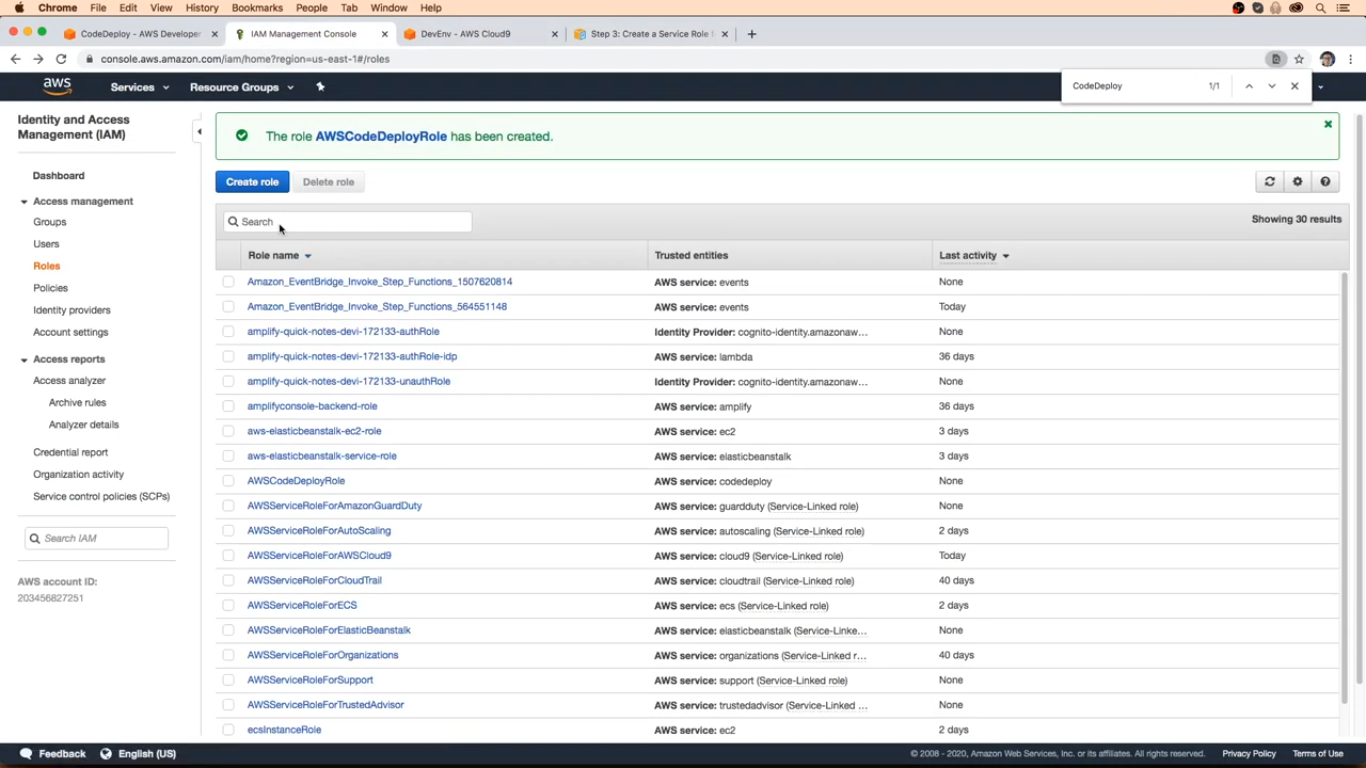 Chrome File Edit View History Bookmarks People Tab Window Help
CodeDeploy - AWS Developer
IAM Management Console
DevEnv - AWS Cloud9
Step 3: Create a Service Role
console.aws.amazon.com/iam/home?region=us-east-1#/roles
aws Services Resource Groups
CodeDeploy 1/1
Identity and Access
Management (IAM)
Dashboard
Access management
Groups
Users
Roles
Policies
Identity providers
Account settings
Access reports
Access analyzer
Archive rules
Analyzer details
Credential report
Organization activity
Service control policies (SCPs)
Search IAM
AWS account ID:
203456827251
The role AWSCodeDeployRole has been created.
Create role Delete role
Search
Showing 30 results
Role name Trusted entities Last activity
Amazon_EventBridge_Invoke_Step_Functions_1507620814 AWS service: events None
Amazon_EventBridge_Invoke_Step_Functions_564551148 AWS service: events Today
amplify-quick-notes-devi-172133-authRole Identity Provider: cognito-identity.amazonaw... None
amplify-quick-notes-devi-172133-authRole-idp AWS service: lambda 36 days
amplify-quick-notes-devi-172133-unauthRole Identity Provider: cognito-identity.amazonaw... None
amplifyconsole-backend-role AWS service: amplify 36 days
aws-elasticbeanstalk-ec2-role AWS service: ec2 3 days
aws-elasticbeanstalk-service-role AWS service: elasticbeanstalk 3 days
AWSCodeDeployRole AWS service: codedeploy None
AWSServiceRoleForAmazonGuardDuty AWS service: guardduty (Service-Linked role) None
AWSServiceRoleForAutoScaling AWS service: autoscaling (Service-Linked role) 2 days
AWSServiceRoleForAWSCloud9 AWS service: cloud9 (Service-Linked role) Today
AWSServiceRoleForCloudTrail AWS service: cloudtrail (Service-Linked role) 40 days
AWSServiceRoleForECS AWS service: ecs (Service-Linked role) 2 days
AWSServiceRoleForElasticBeanstalk AWS service: elasticbeanstalk (Service-Linke... None
AWSServiceRoleForOrganizations AWS service: organizations (Service-Linked r... 40 days
AWSServiceRoleForSupport AWS service: support (Service-Linked role) None
AWSServiceRoleForTrustedAdvisor AWS service: trustedadvisor (Service-Linked ... None
ecsInstanceRole AWS service: ec2 2 days
Feedback English (US)
© 2008 - 2020, Amazon Web Services, Inc. or its affiliates. All rights reserved. Privacy Policy Terms of Use